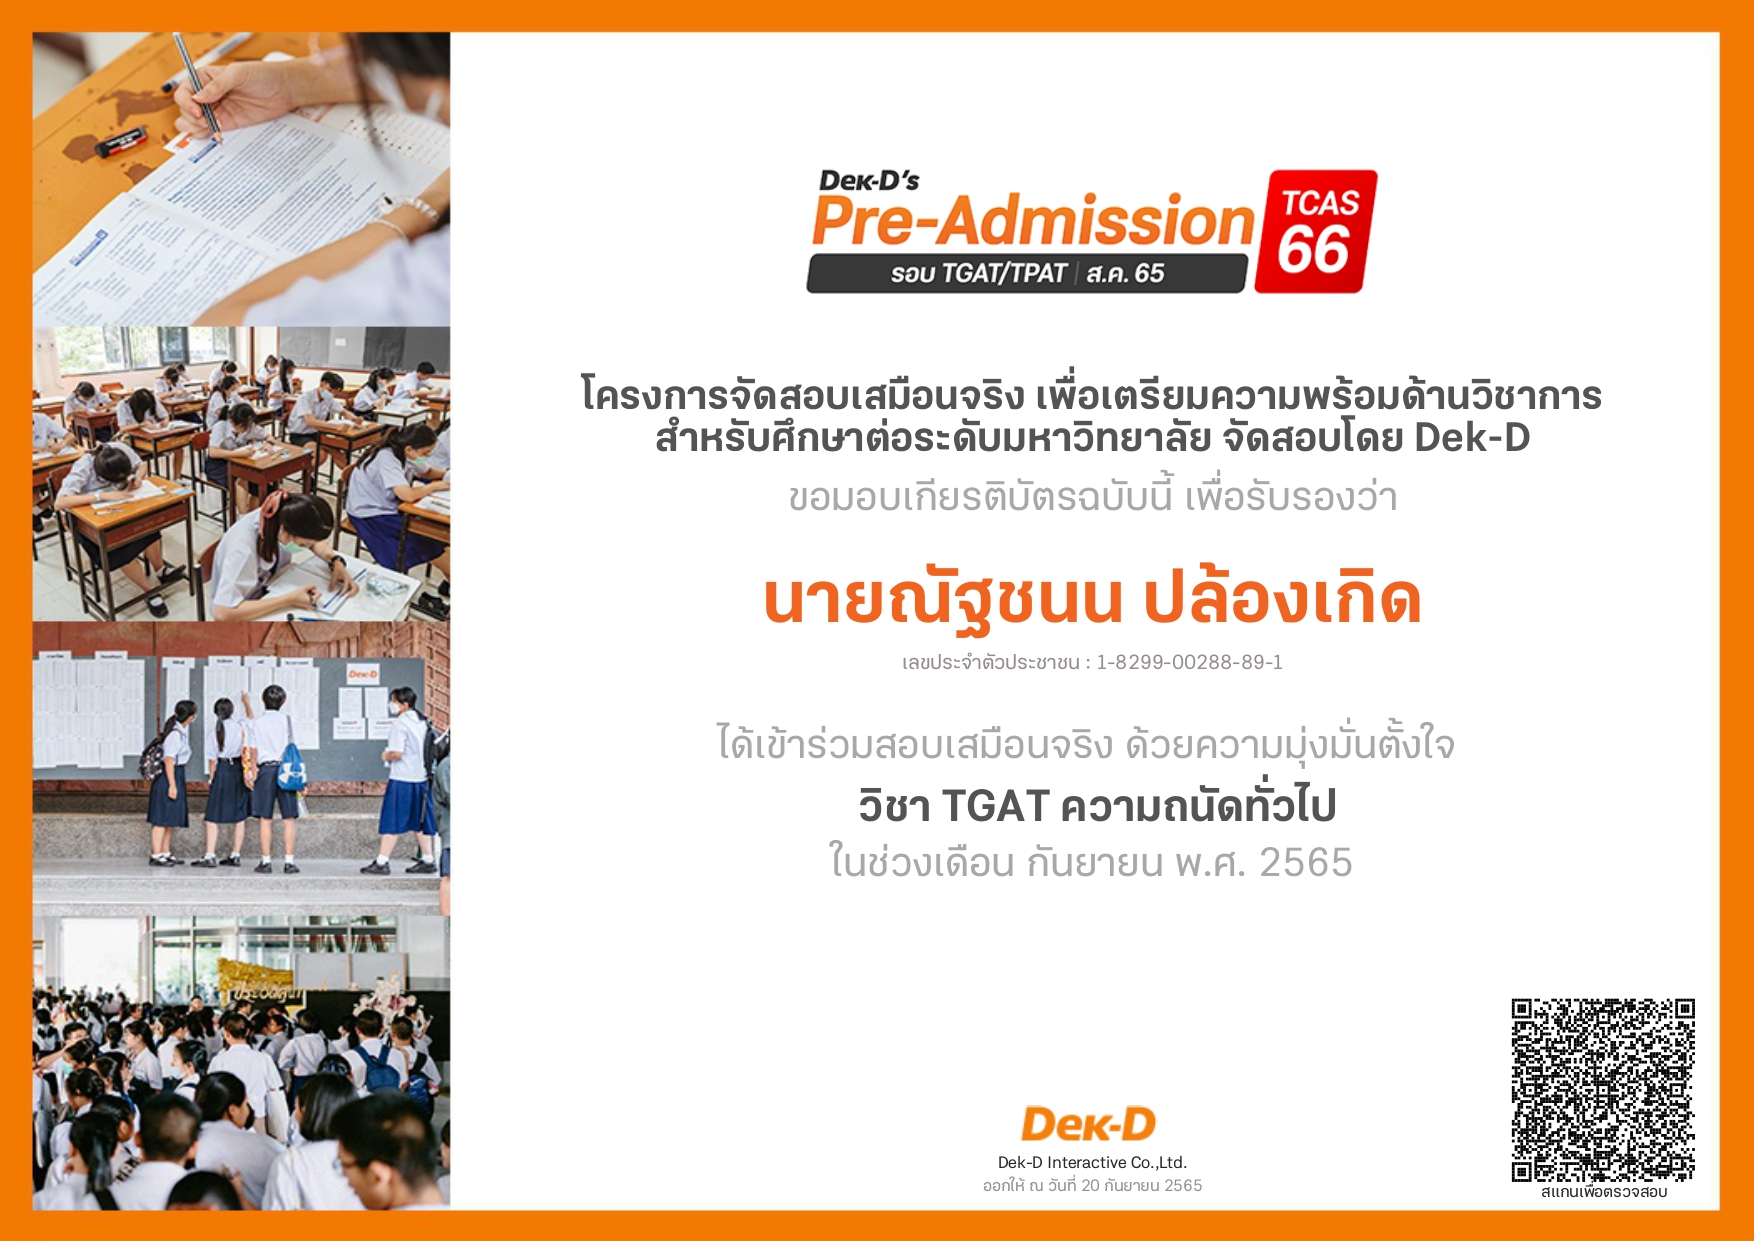 Dek-D's
Pre-Admission
TCAS
66
รอบ TGAT/TPAT | ส.ค. 65
โครงการจัดสอบเสมือนจริง เพื่อเตรียมความพร้อมด้านวิชาการ
สำหรับศึกษาต่อระดับมหาวิทยาลัย จัดสอบโดย Dek-D
ขอมอบเกียรติบัตรฉบับนี้ เพื่อรับรองว่า
นายณัฐชนน ปล้องเกิด
เลขประจำตัวประชาชน : 1-8299-00288-89-1
ได้เข้าร่วมสอบเสมือนจริง ด้วยความมุ่งมั่นตั้งใจ
วิชา TGAT ความถนัดทั่วไป
ในช่วงเดือน กันยายน พ.ศ. 2565
Dek-D
Dek-D
Dek-D Interactive Co.,Ltd.
ออกให้ ณ วันที่ 20 กันยายน 2565
สแกนเพื่อตรวจสอบ